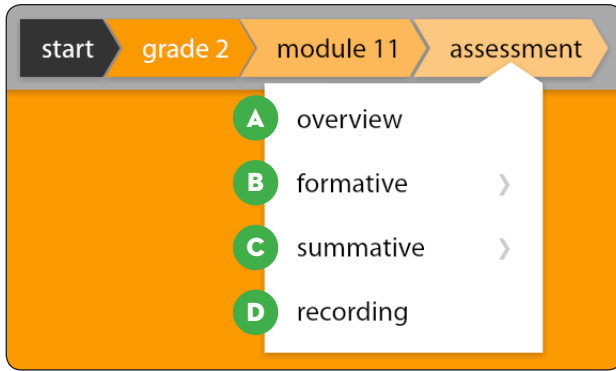 start grade 2 module 11 assessment
A overview
B formative
C summative
D recording